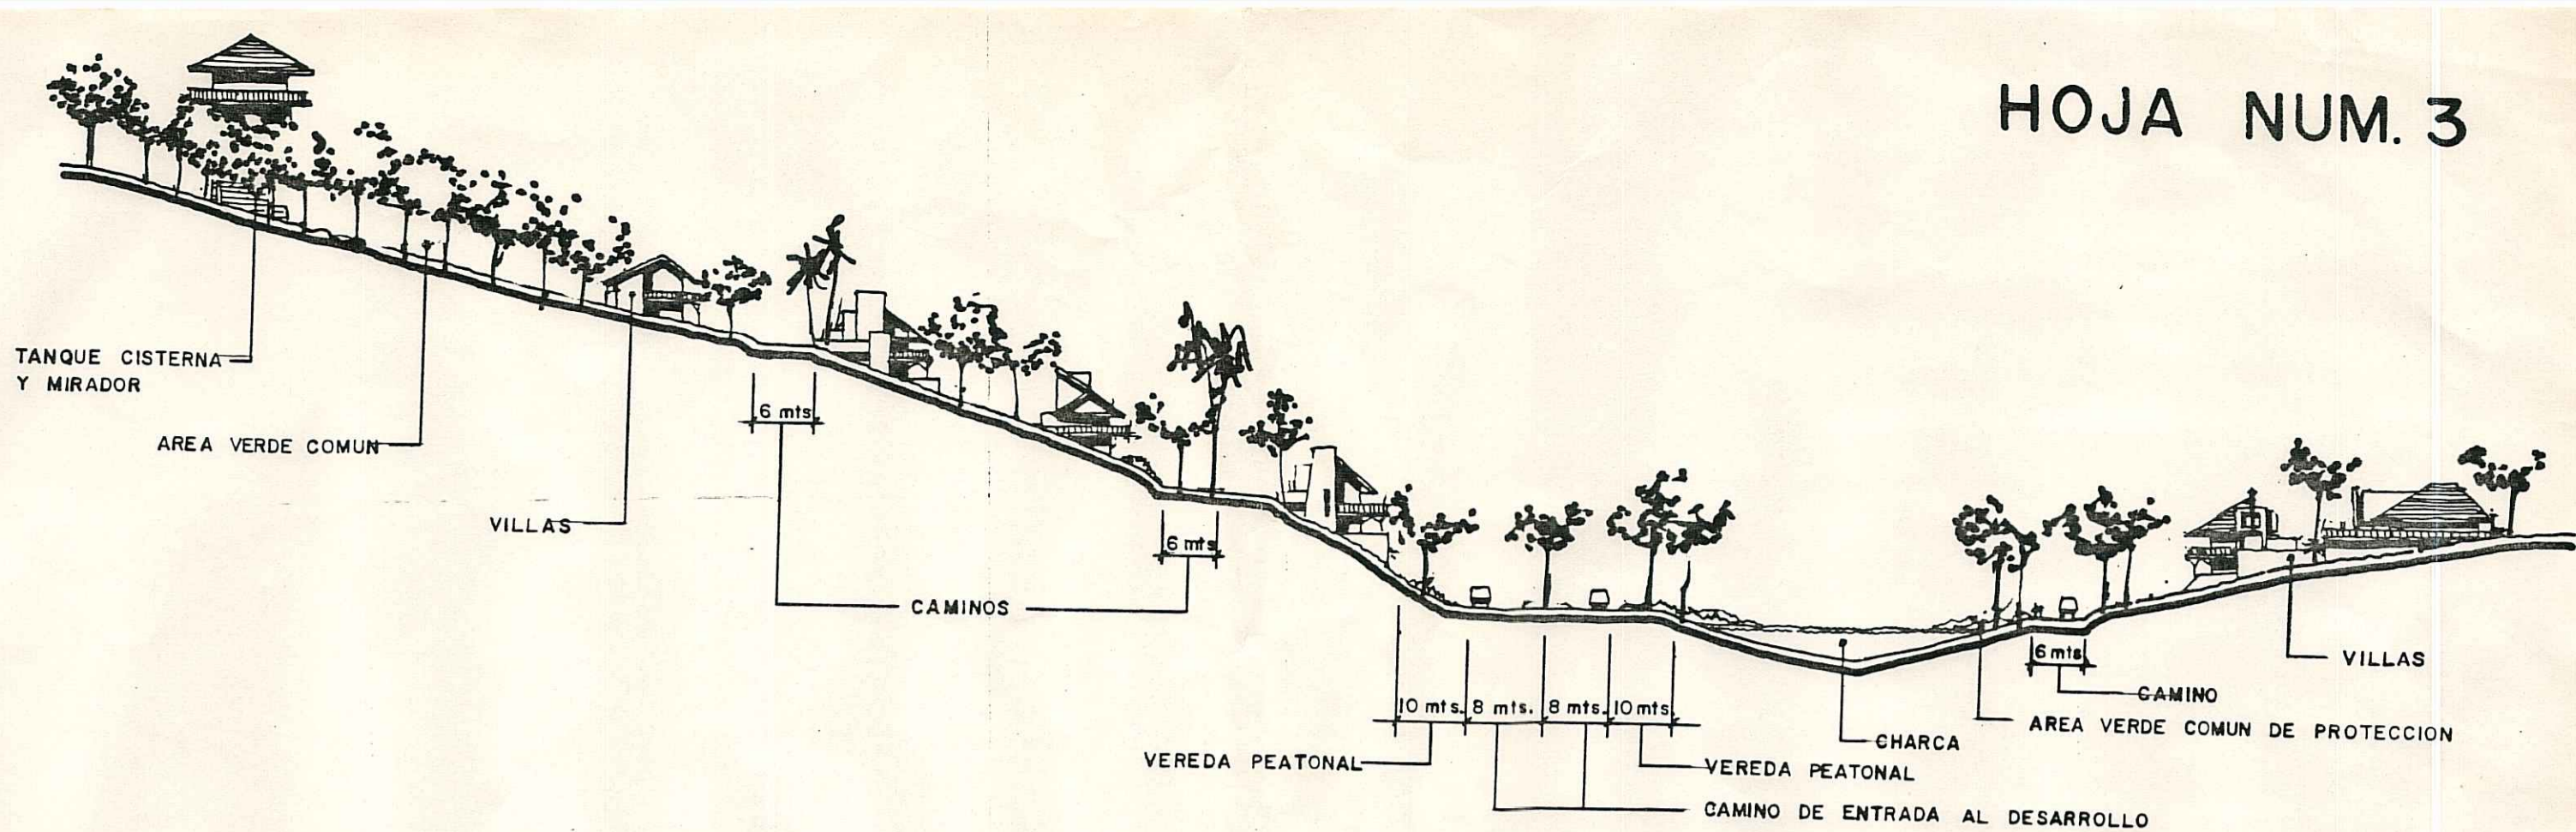 HOJA NUM. 3
TANQUE CISTERNA
Y MIRADOR
AREA VERDE COMUN
VILLAS
6 mts
6 mts
CAMINOS
10 mts. 8 mts. 8 mts. 10 mts
VEREDA PEATONAL
VEREDA PEATONAL
CAMINO DE ENTRADA AL DESARROLLO
CHARCA
6 mts
CAMINO
AREA VERDE COMUN DE PROTECCION
VILLAS